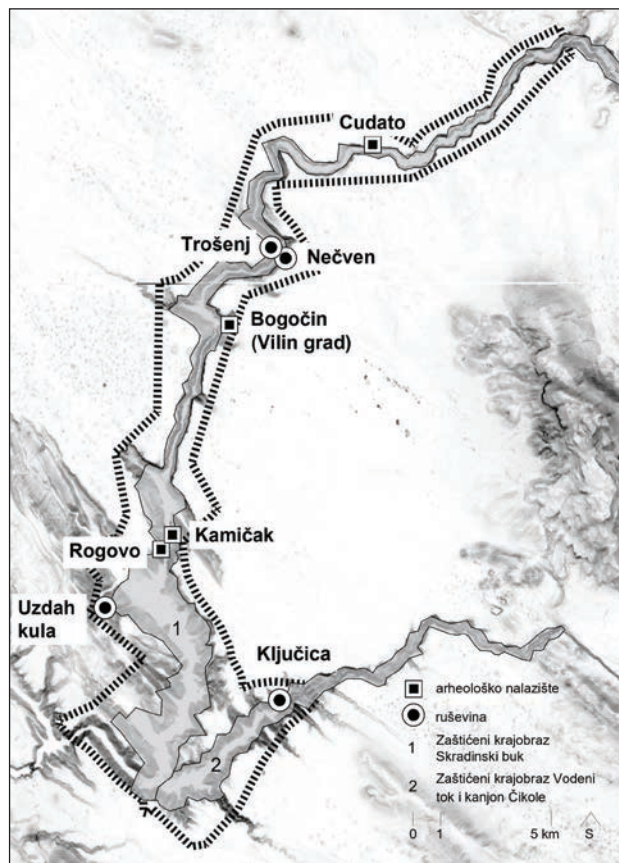 Cudato
Trošenj
Nečven
Bogočin
(Vilin grad)
Kamičak
Rogovo
Uzdah
kula
1
Ključica
2
arheološko nalazište
ruševina
1 Zaštićeni krajobraz
Skradinski buk
2 Zaštićeni krajobraz Vodeni
tok i kanjon Čikole
0 1 5 km S